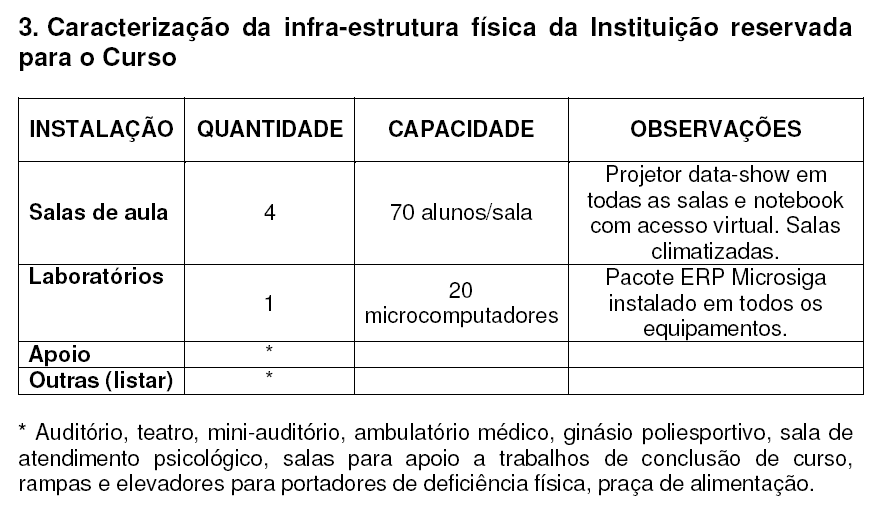 3. Caracterização da infra-estrutura física da Instituição reservada
para o Curso
INSTALAÇÃO QUANTIDADE CAPACIDADE OBSERVAÇÕES
Salas de aula 4 70 alunos/sala Projetor data-show em
todas as salas e notebook
com acesso virtual. Salas
climatizadas.
Laboratórios 1 20
microcomputadores Pacote ERP Microsiga
instalado em todos os
equipamentos.
Apoio *
Outras (listar) *
* Auditório, teatro, mini-auditório, ambulatório médico, ginásio poliesportivo, sala de
atendimento psicológico, salas para apoio a trabalhos de conclusão de curso,
rampas e elevadores para portadores de deficiência física, praça de alimentação.